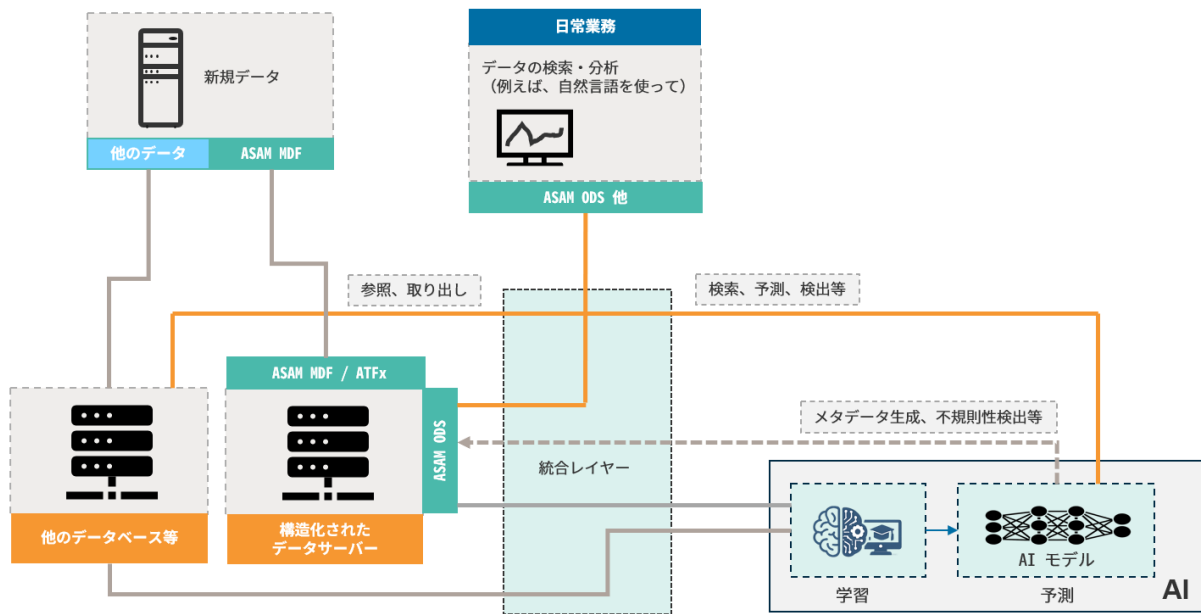 新規データ
他のデータ
ASAM MDF
日常業務
データの検索・分析
（例えば、自然言語を使って）
ASAM ODS 他
参照、取り出し
検索、予測、検出等
ASAM MDF / ATFx
ASAM ODS
メタデータ生成、不規則性検出等
統合レイヤー
他のデータベース等
構造化された
データサーバー
AI モデル
学習
予測
AI